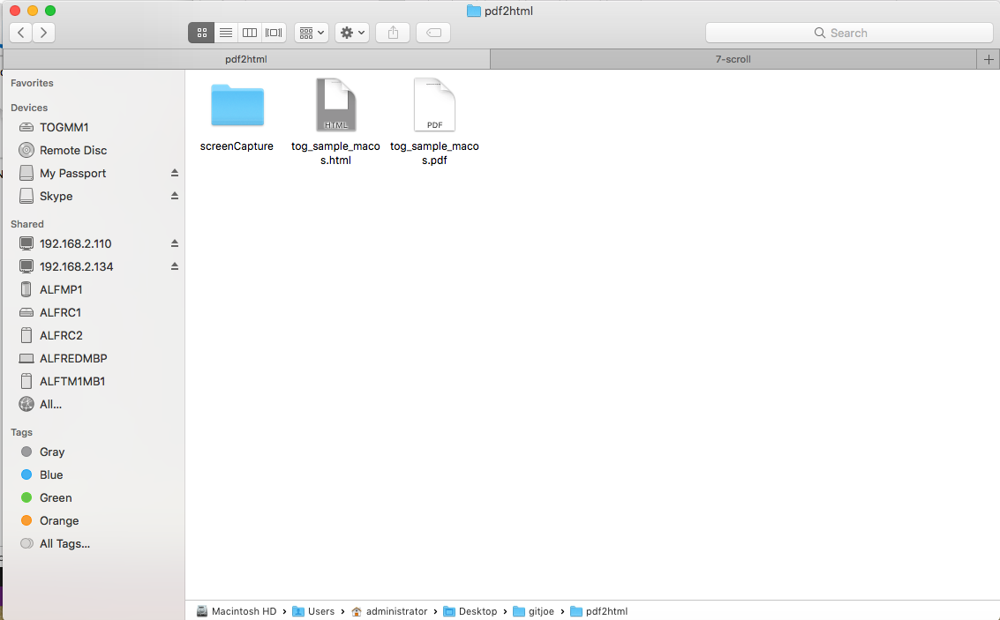 pdf2html
Search
pdf2html
7-scroll
Favorites
Devices
TOGMM1
Remote Disc
My Passport
Skype
Shared
192.168.2.110
192.168.2.134
ALFMP1
ALFRC1
ALFRC2
ALFREDMBP
ALFTM1MB1
All...
Tags
Gray
Blue
Green
Orange
All Tags...
screenCapture
HTML
tog_sample_maco
s.html
PDF
tog_sample_maco
s.pdf
Macintosh HD › Users › administrator › Desktop › gitjoe › pdf2html